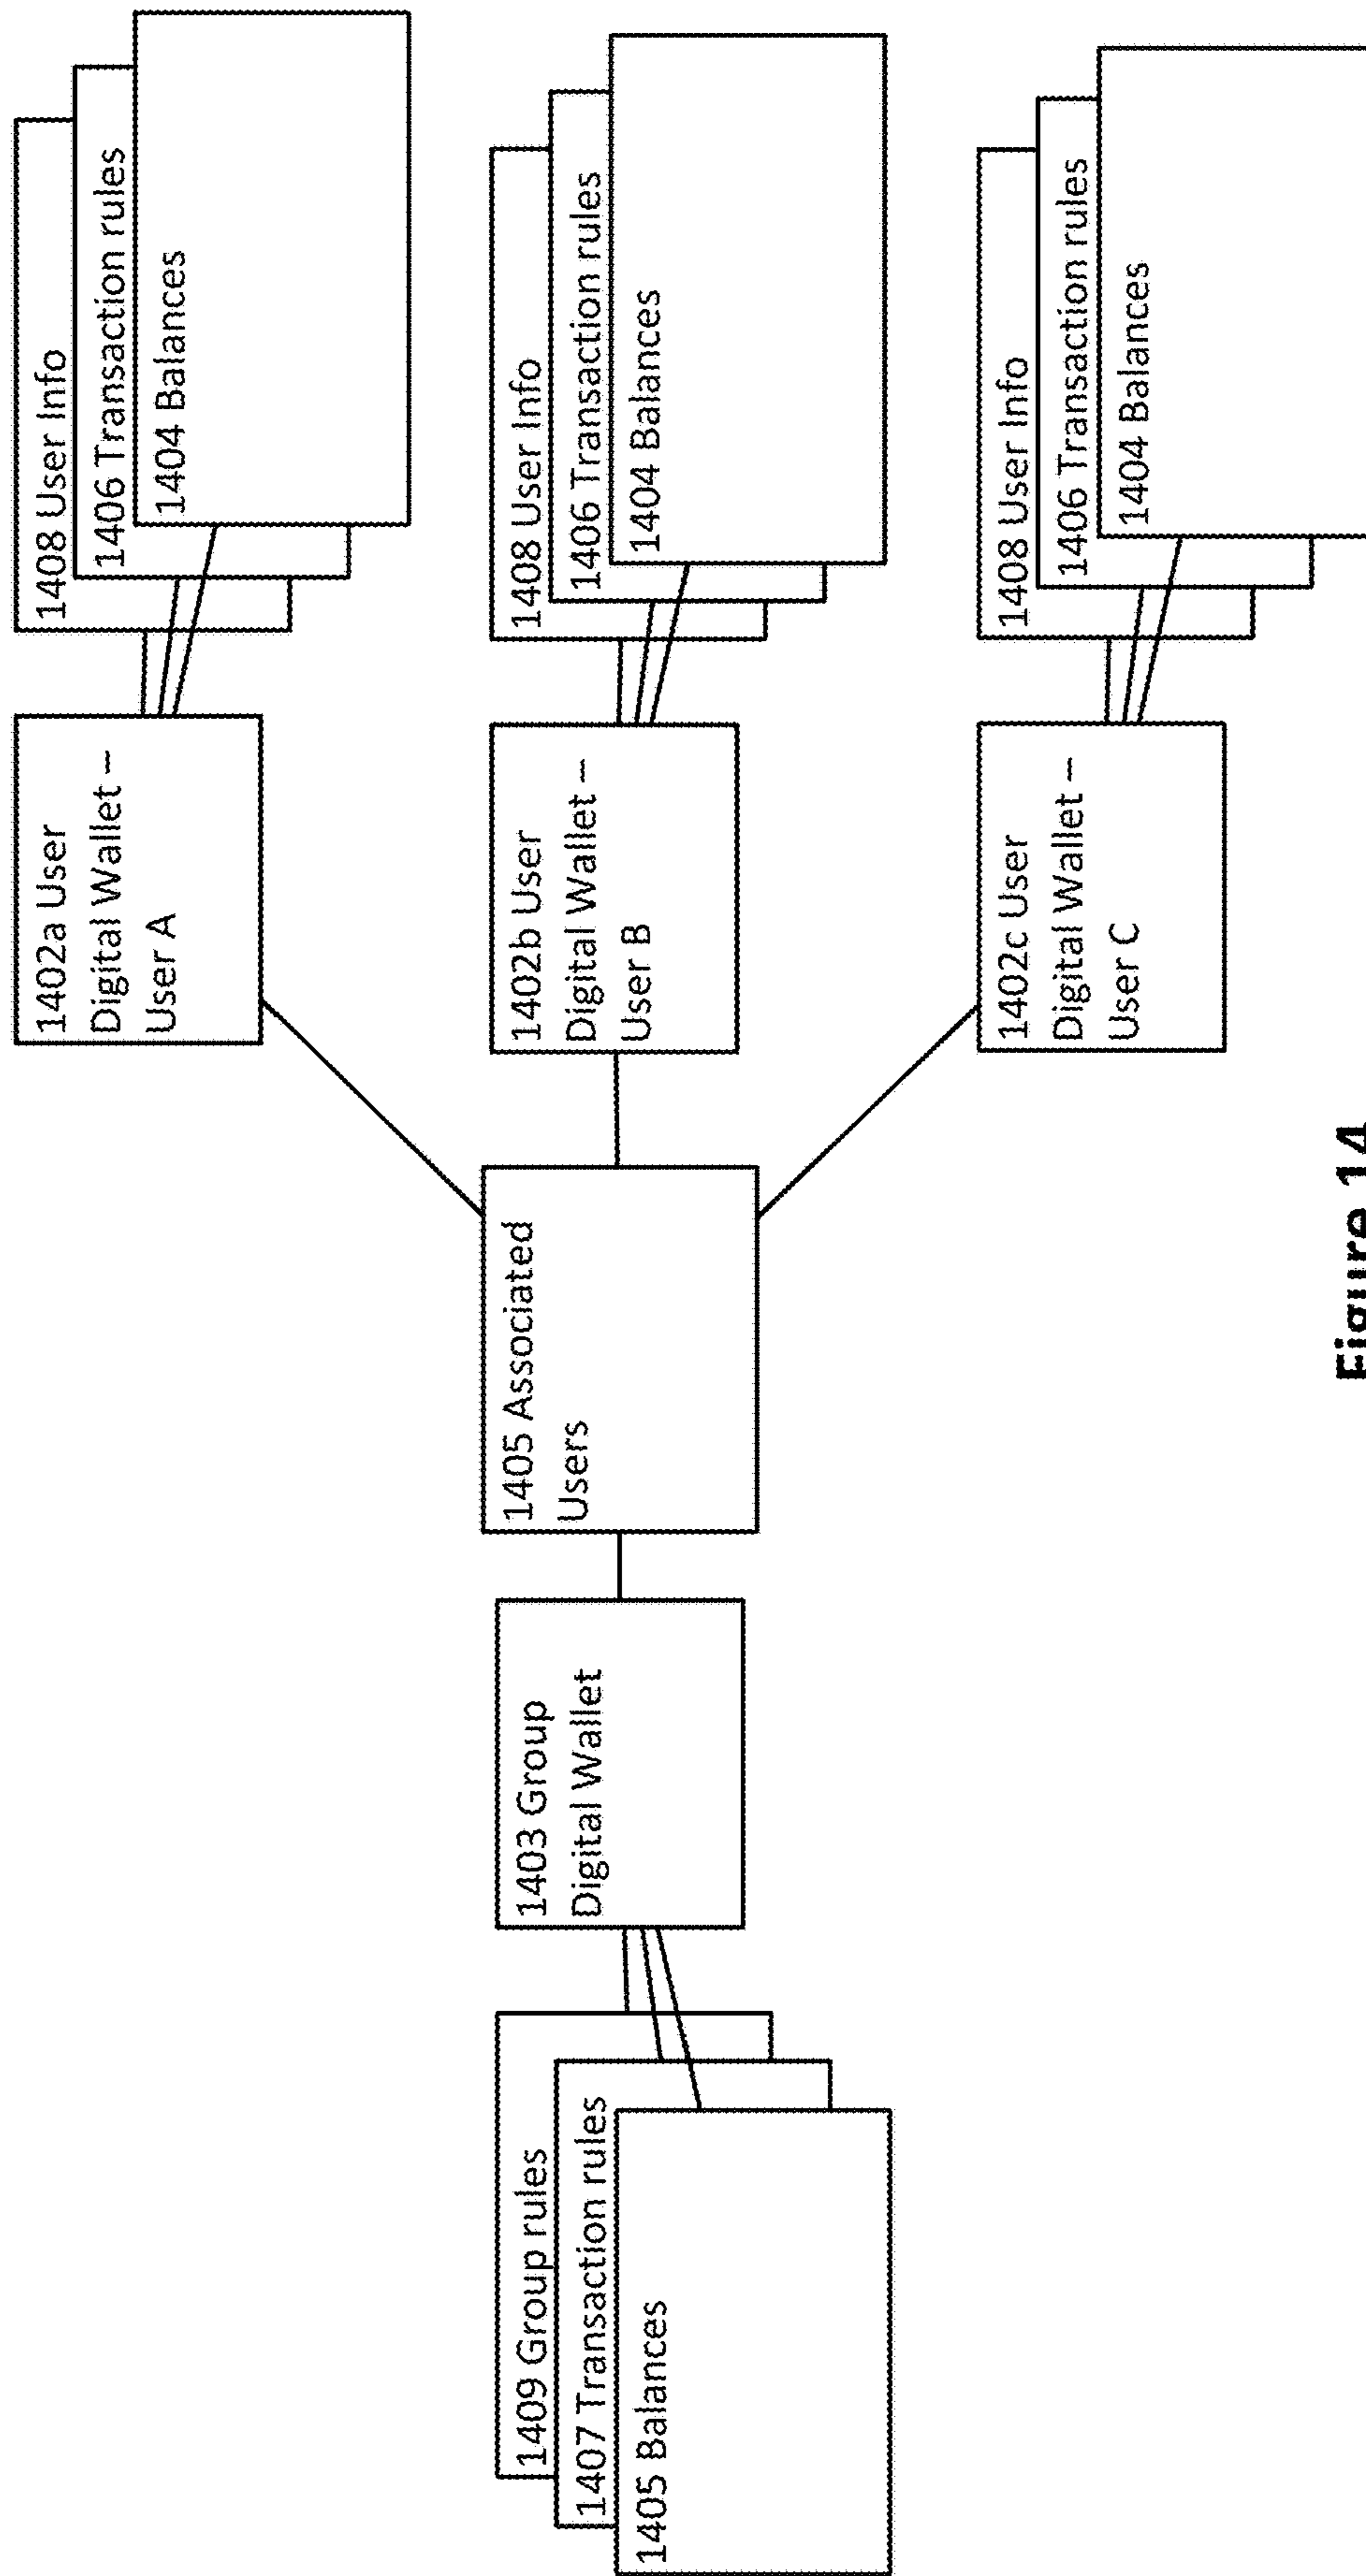 1409 Group rules
1407 Transaction rules
1405 Balances
1403 Group
Digital Wallet
1405 Associated
Users
1402a User
Digital Wallet –
User A
1408 User Info
1406 Transaction rules
1404 Balances
1402b User
Digital Wallet –
User B
1408 User Info
1406 Transaction rules
1404 Balances
1402c User
Digital Wallet –
User C
1408 User Info
1406 Transaction rules
1404 Balances
Figure 14